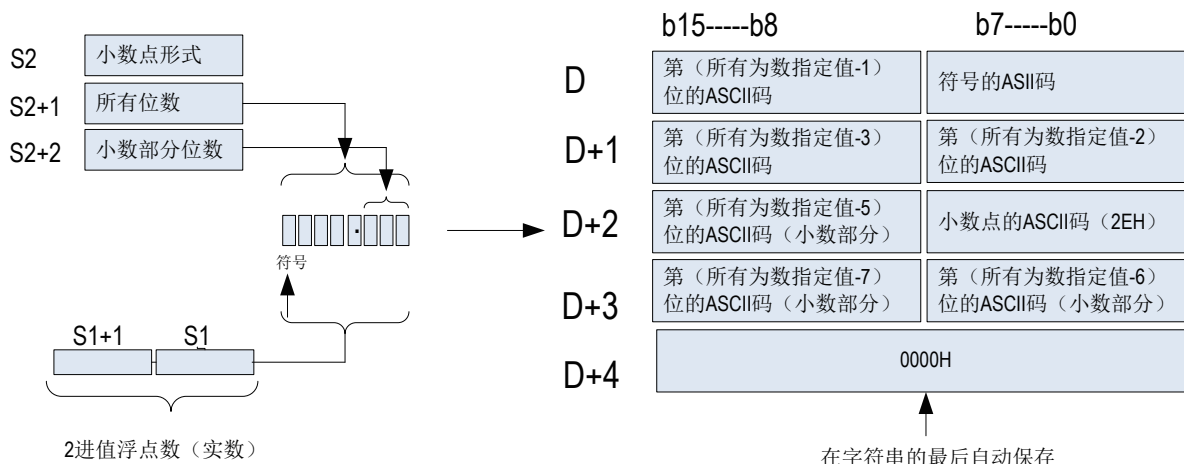 S2
小数点形式
S2+1
所有位数
S2+2
小数部分位数
符号
S1+1
S1
2进值浮点数（实数）
b15-----b8
b7-----b0
D
第（所有为数指定值-1）
位的ASCII码
符号的ASII码
D+1
第（所有为数指定值-3）
位的ASCII码
第（所有为数指定值-2）
位的ASCII码
D+2
第（所有为数指定值-5）
位的ASCII码（小数部分）
小数点的ASCII码（2EH）
D+3
第（所有为数指定值-7）
位的ASCII码（小数部分）
第（所有为数指定值-6）
位的ASCII码（小数部分）
D+4
0000H
在字符串的最后自动保存